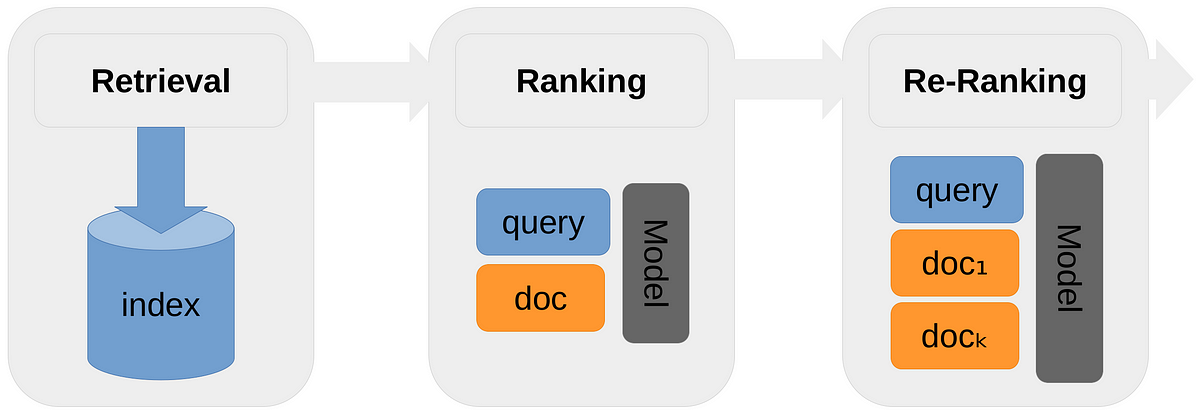 Retrieval
index
Ranking
query
doc
Model
Re-Ranking
query
doc₁
docₖ
Model